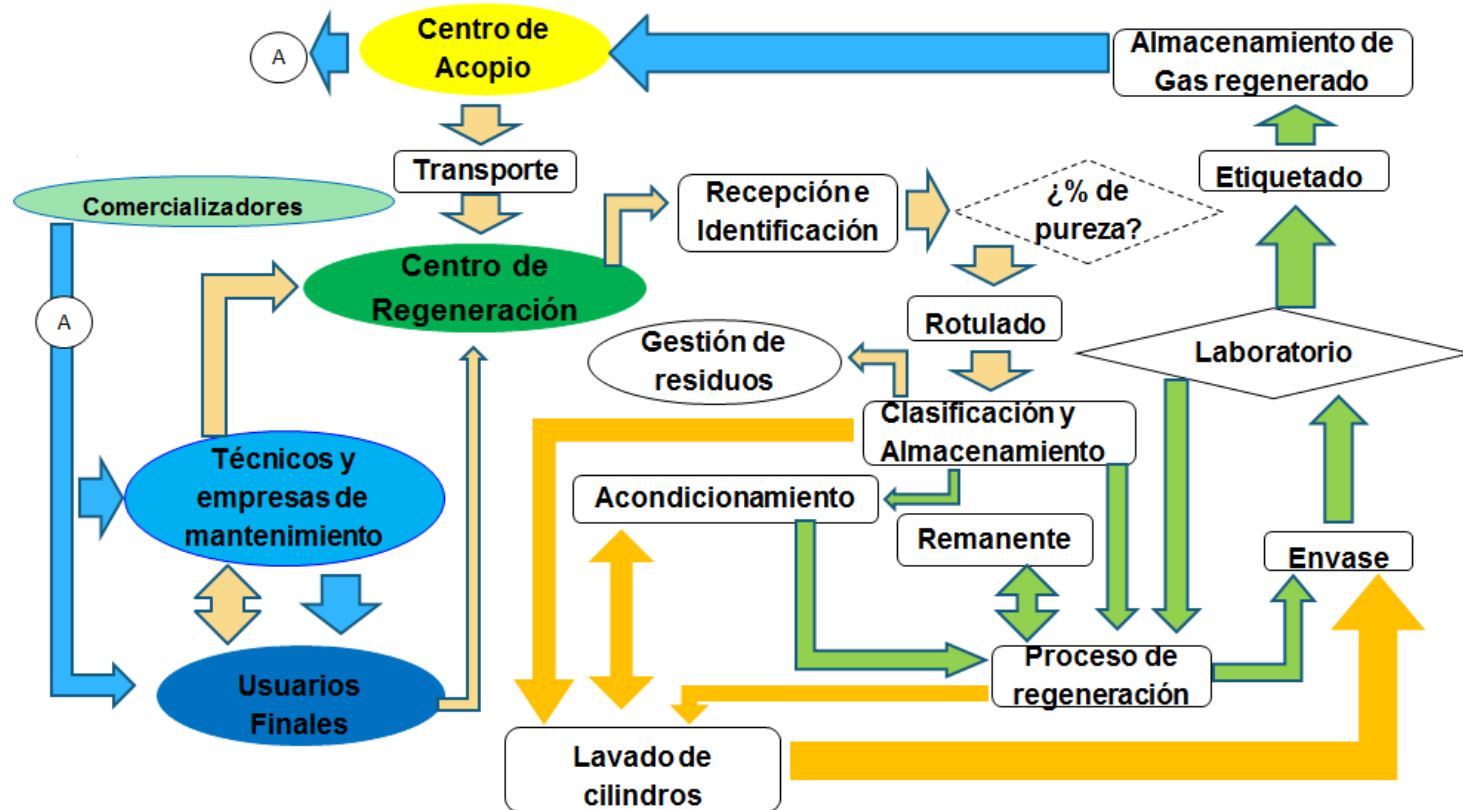 A
Centro de
Acopio
Almacenamiento de
Gas regenerado
Transporte
Comercializadores
Recepción e
Identificación
¿% de
pureza?
Etiquetado
Centro de
Regeneración
A
Rotulado
Gestión de
residuos
Laboratorio
Clasificación y
Almacenamiento
Técnicos y
empresas de
mantenimiento
Acondicionamiento
Remanente
Envase
Usuarios
Finales
Proceso de
regeneración
Lavado de
cilindros